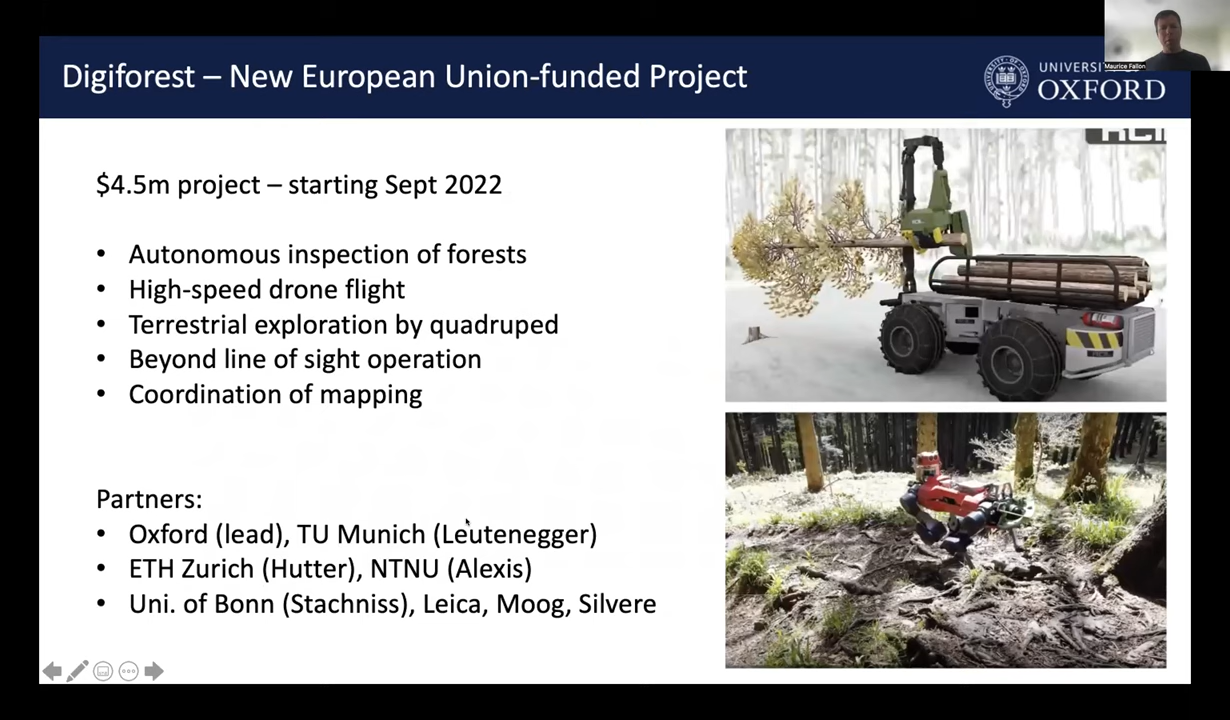 Digiforest – New European Union-funded Project
OXFORD
Maurice Fallon
$4.5m project – starting Sept 2022
• Autonomous inspection of forests
• High-speed drone flight
• Terrestrial exploration by quadruped
• Beyond line of sight operation
• Coordination of mapping
Partners:
• Oxford (lead), TU Munich (Leutenegger)
• ETH Zurich (Hutter), NTNU (Alexis)
• Uni. of Bonn (Stachniss), Leica, Moog, Silvere